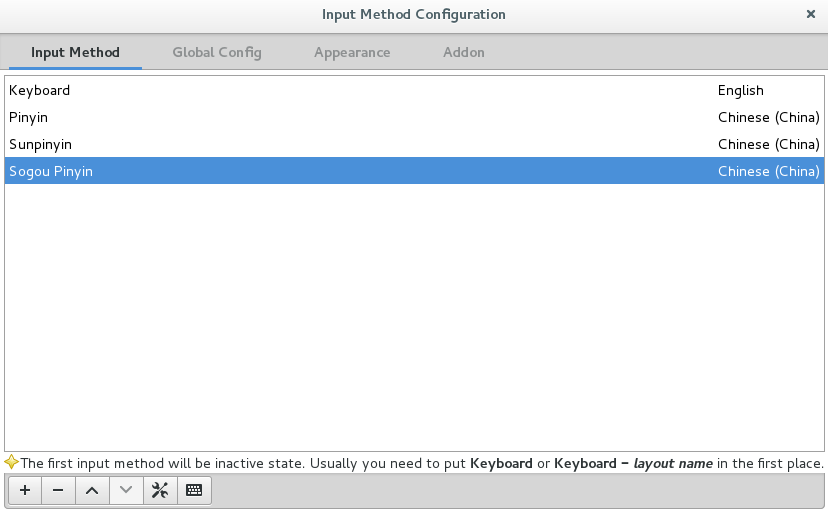 Input Method Configuration
Input Method Global Config Appearance Addon
Keyboard English
Pinyin Chinese (China)
Sunpinyin Chinese (China)
Sogou Pinyin Chinese (China)
The first input method will be inactive state. Usually you need to put Keyboard or Keyboard – layout name in the first place.